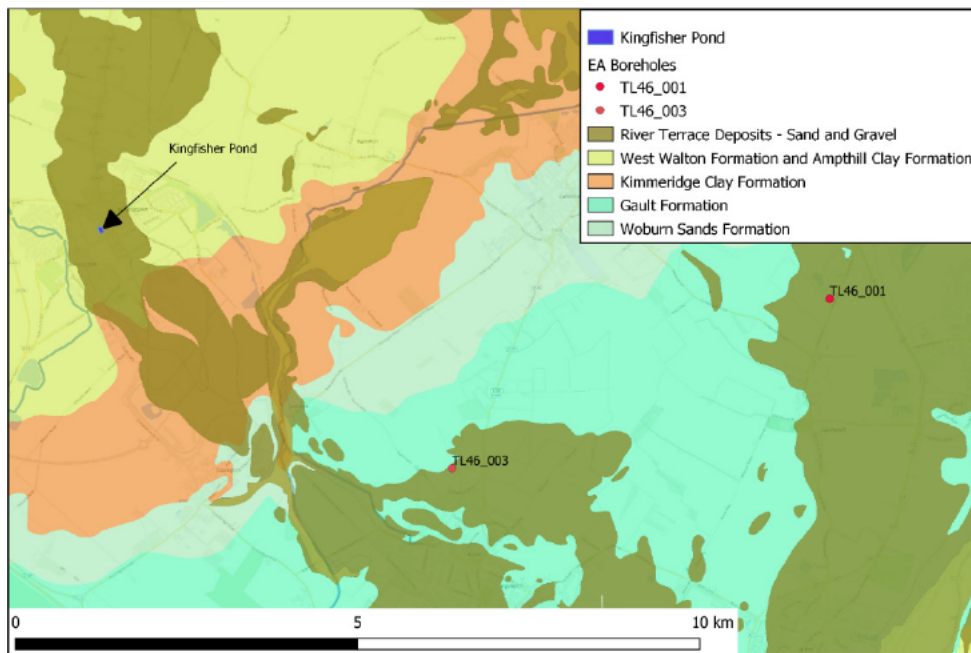 Kingfisher Pond
EA Boreholes
TL46_001
TL46_003
River Terrace Deposits - Sand and Gravel
West Walton Formation and Ampthill Clay Formation
Kimmeridge Clay Formation
Gault Formation
Woburn Sands Formation
Kingfisher Pond
TL46_001
TL46_003
0 5 10 km